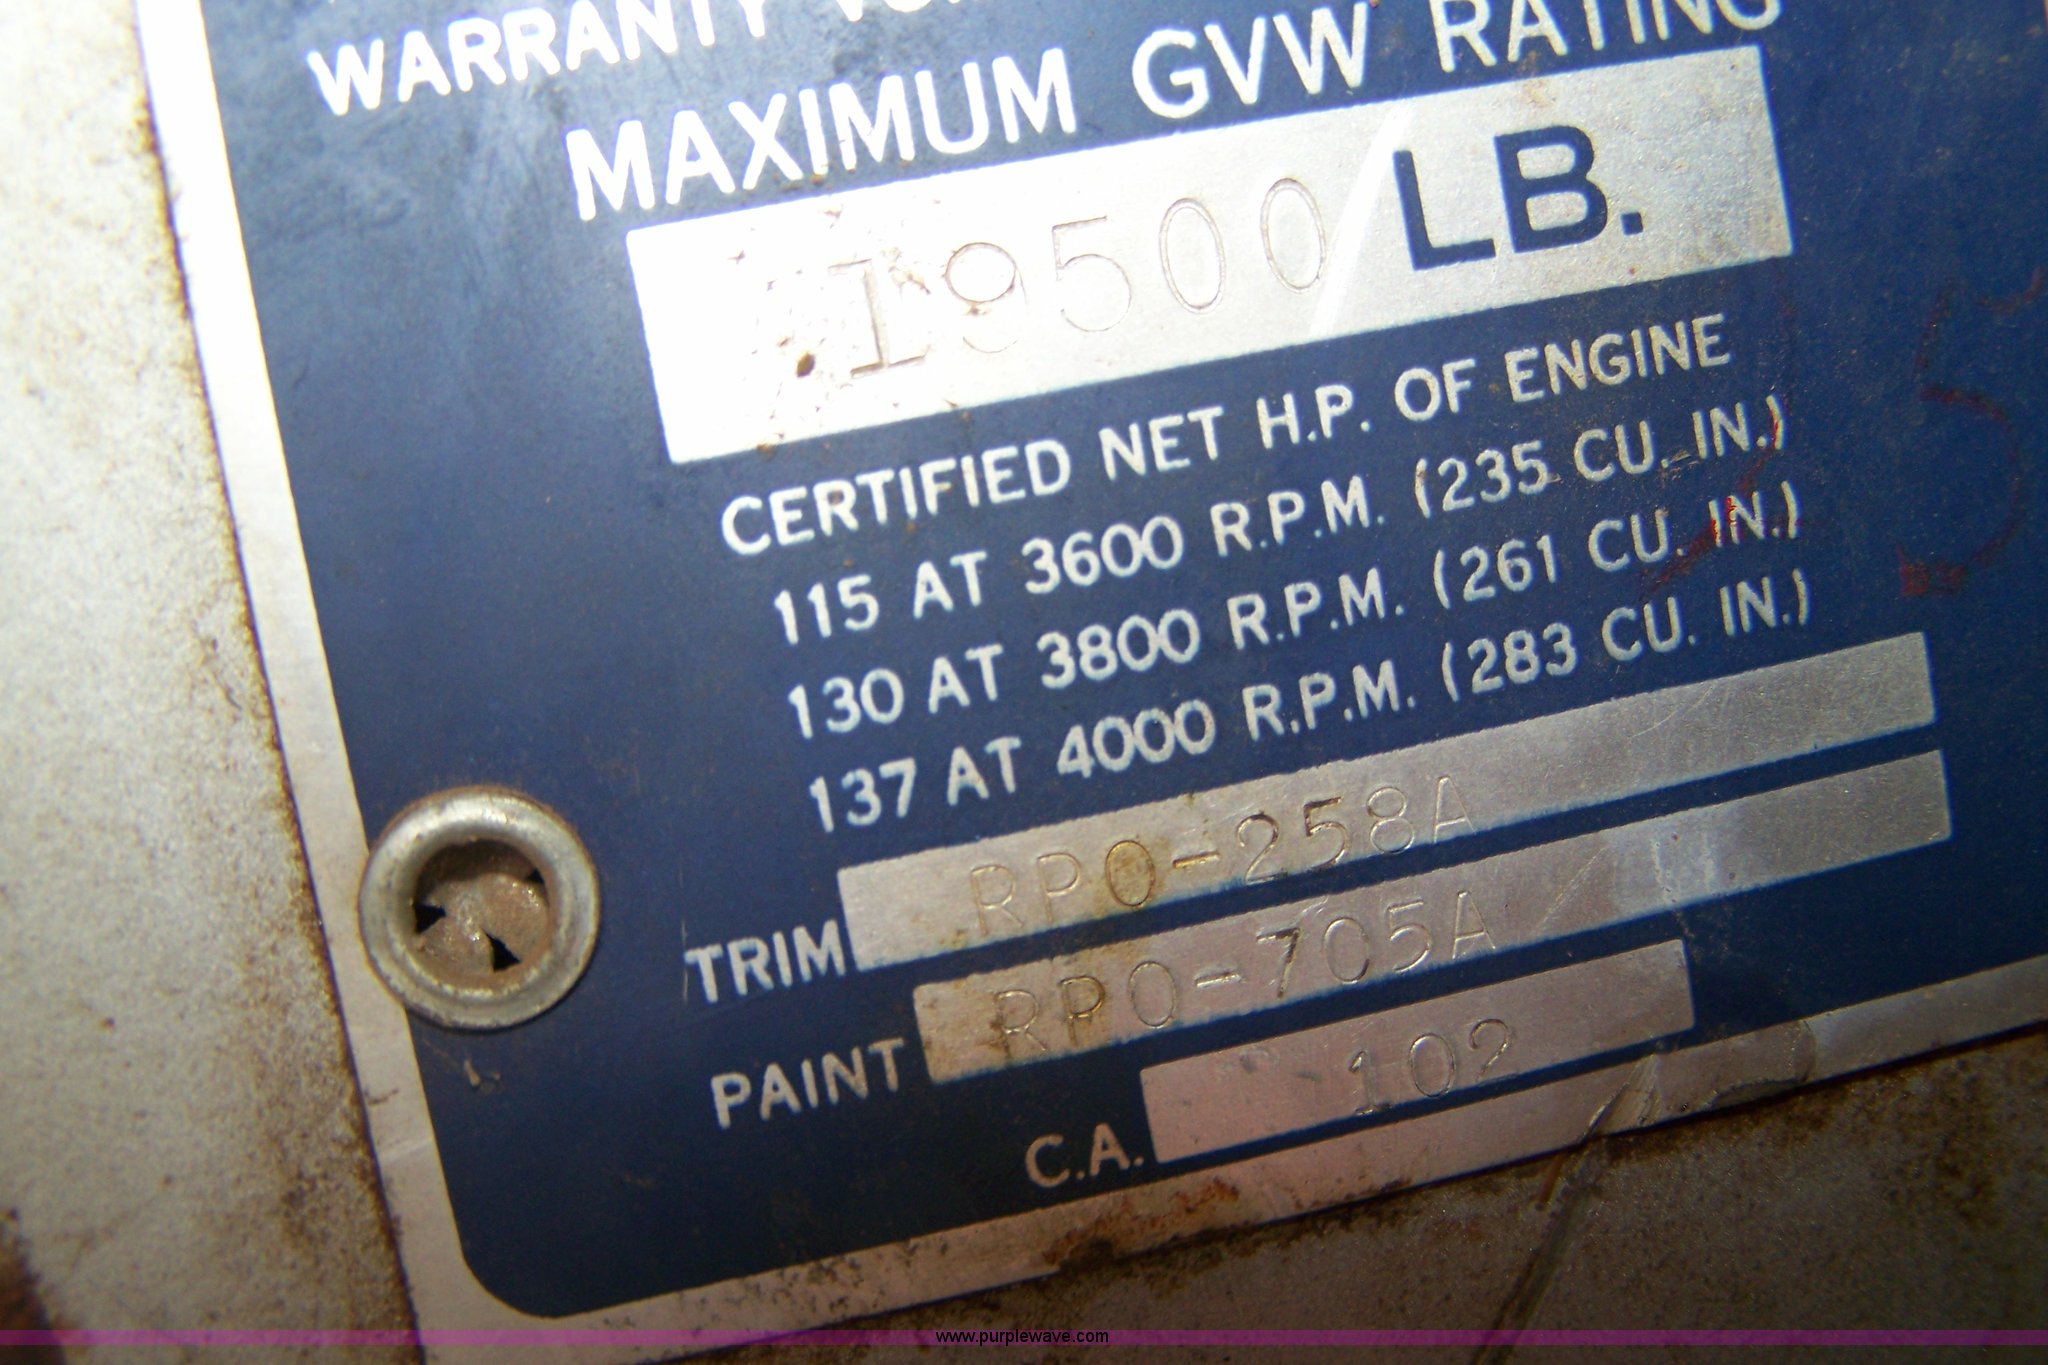 WARRANTY
MAXIMUM GVW RATING
19500 LB.
CERTIFIED NET H.P. OF ENGINE
115 AT 3600 R.P.M. (235 CU. IN.)
130 AT 3800 R.P.M. (261 CU. IN.)
137 AT 4000 R.P.M. (283 CU. IN.)
TRIM RPO-258A
PAINT RPO-705A
C.A. 102
www.purplewave.com